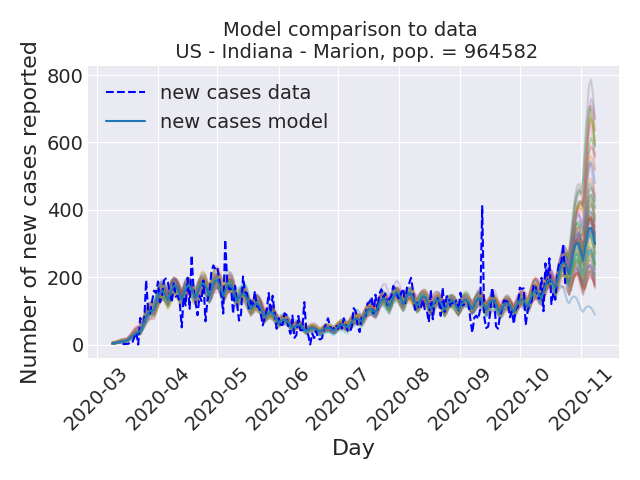 Model comparison to data
US - Indiana - Marion, pop. = 964582
Number of new cases reported
800
600
400
200
0
new cases data
new cases model
2020-03
2020-04
2020-05
2020-06
2020-07
2020-08
2020-09
2020-10
2020-11
Day